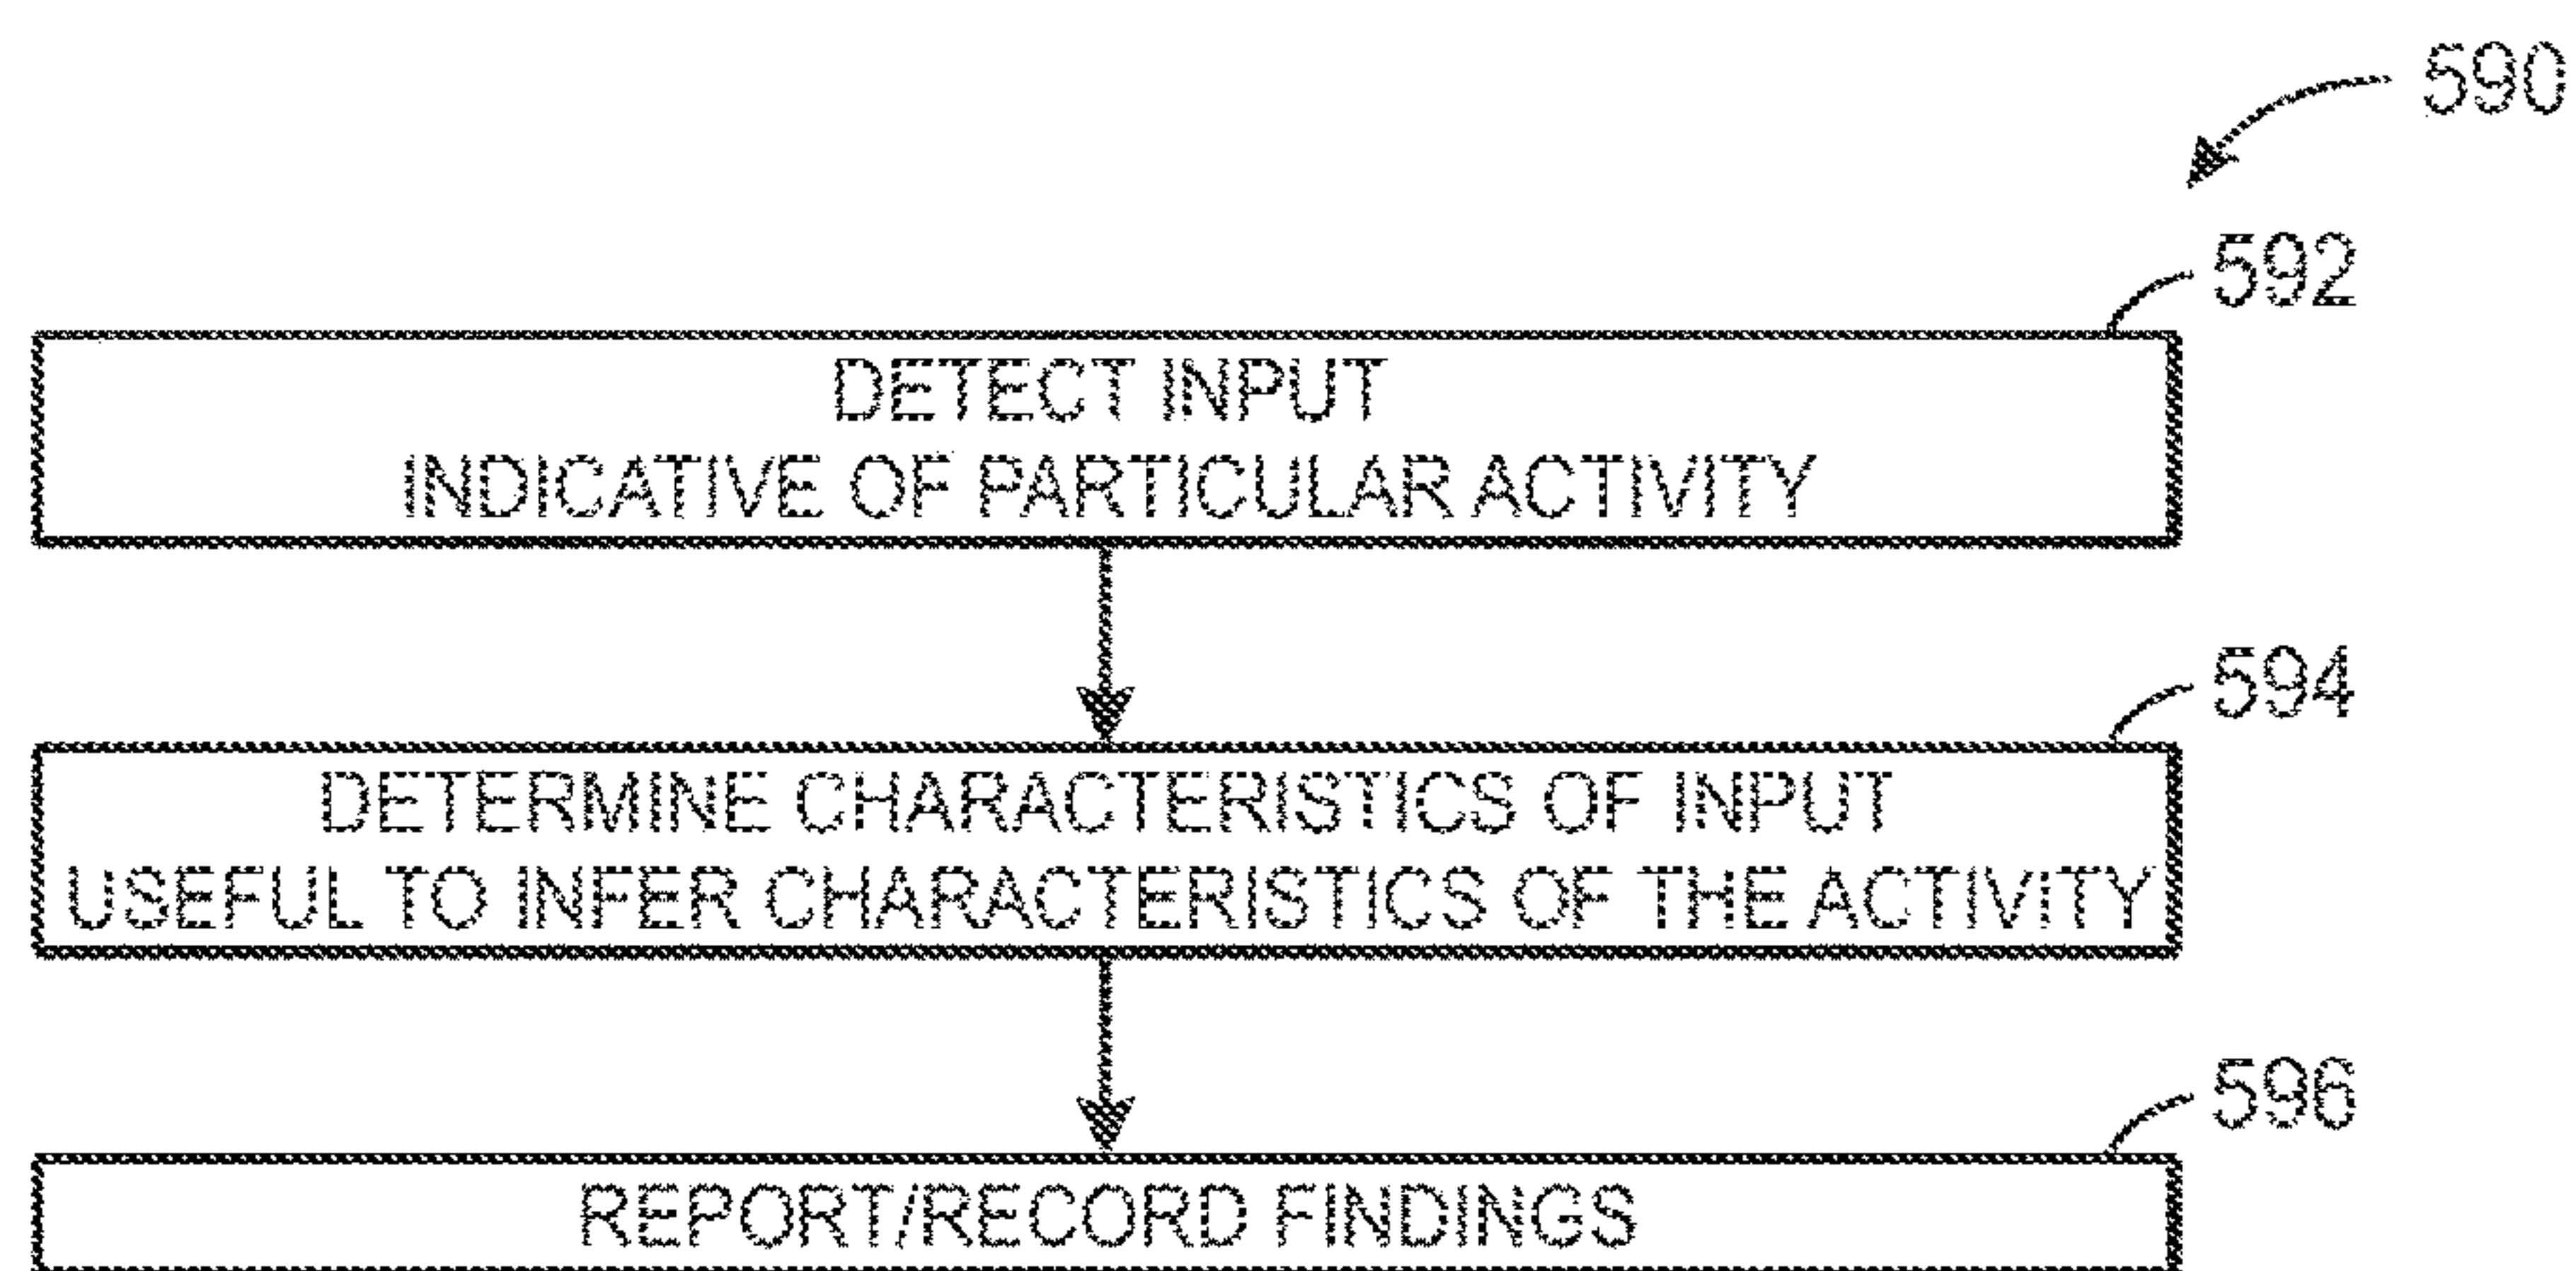 590
592
DETECT INPUT
INDICATIVE OF PARTICULAR ACTIVITY
594
DETERMINE CHARACTERISTICS OF INPUT
USEFUL TO INFER CHARACTERISTICS OF THE ACTIVITY
596
REPORT/RECORD FINDINGS